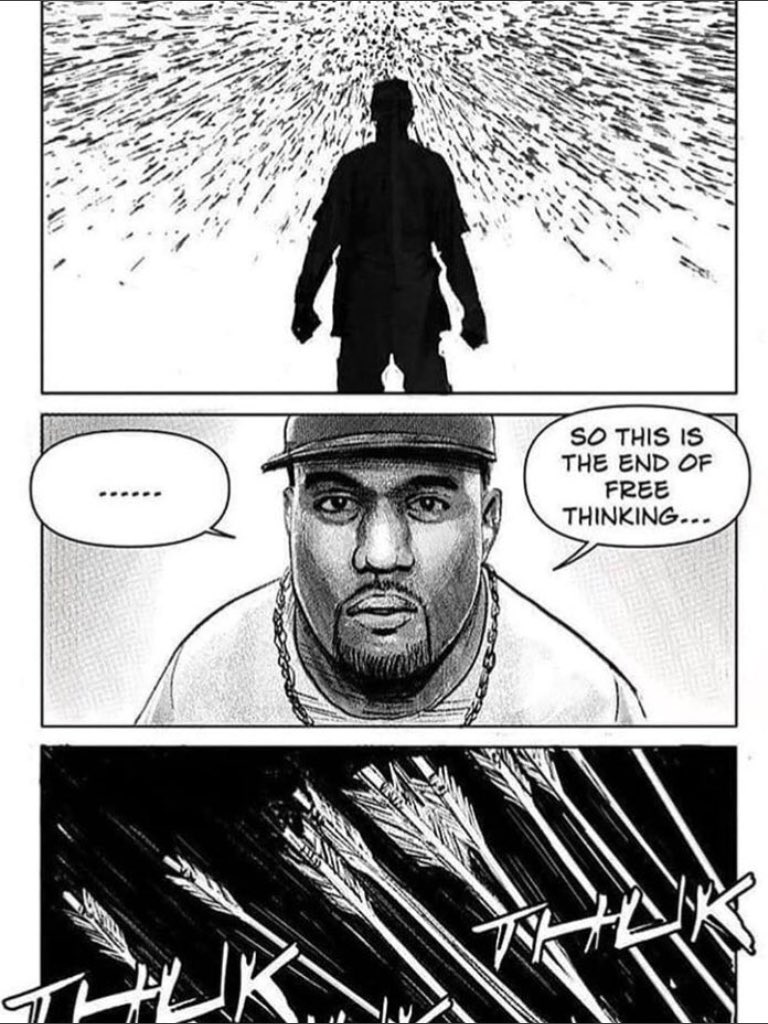 ......
SO THIS IS
THE END OF
FREE
THINKING...
THUK
THUK